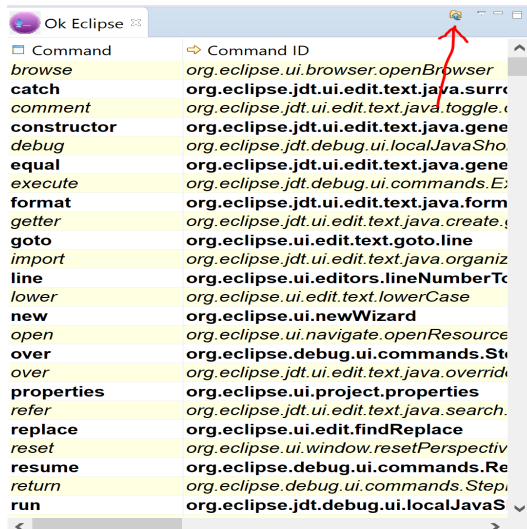 Ok Eclipse
Command Command ID
browse org.eclipse.ui.browser.openBrowser
catch org.eclipse.jdt.ui.edit.text.java.surro
comment org.eclipse.jdt.ui.edit.text.java.toggle.
constructor org.eclipse.jdt.ui.edit.text.java.gene
debug org.eclipse.jdt.debug.ui.localJavaSho
equal org.eclipse.jdt.ui.edit.text.java.gene
execute org.eclipse.jdt.debug.ui.commands.Ex
format org.eclipse.jdt.ui.edit.text.java.form
getter org.eclipse.jdt.ui.edit.text.java.create.
goto org.eclipse.ui.edit.text.goto.line
import org.eclipse.jdt.ui.edit.text.java.organiz
line org.eclipse.ui.editors.lineNumberTo
lower org.eclipse.ui.edit.text.lowerCase
new org.eclipse.ui.newWizard
open org.eclipse.ui.navigate.openResource
over org.eclipse.debug.ui.commands.Ste
over org.eclipse.jdt.ui.edit.text.java.override
properties org.eclipse.ui.project.properties
refer org.eclipse.jdt.ui.edit.text.java.search.
replace org.eclipse.ui.edit.findReplace
reset org.eclipse.ui.window.resetPerspectiv
resume org.eclipse.debug.ui.commands.Re
return org.eclipse.debug.ui.commands.Step
run org.eclipse.jdt.debug.ui.localJavaS